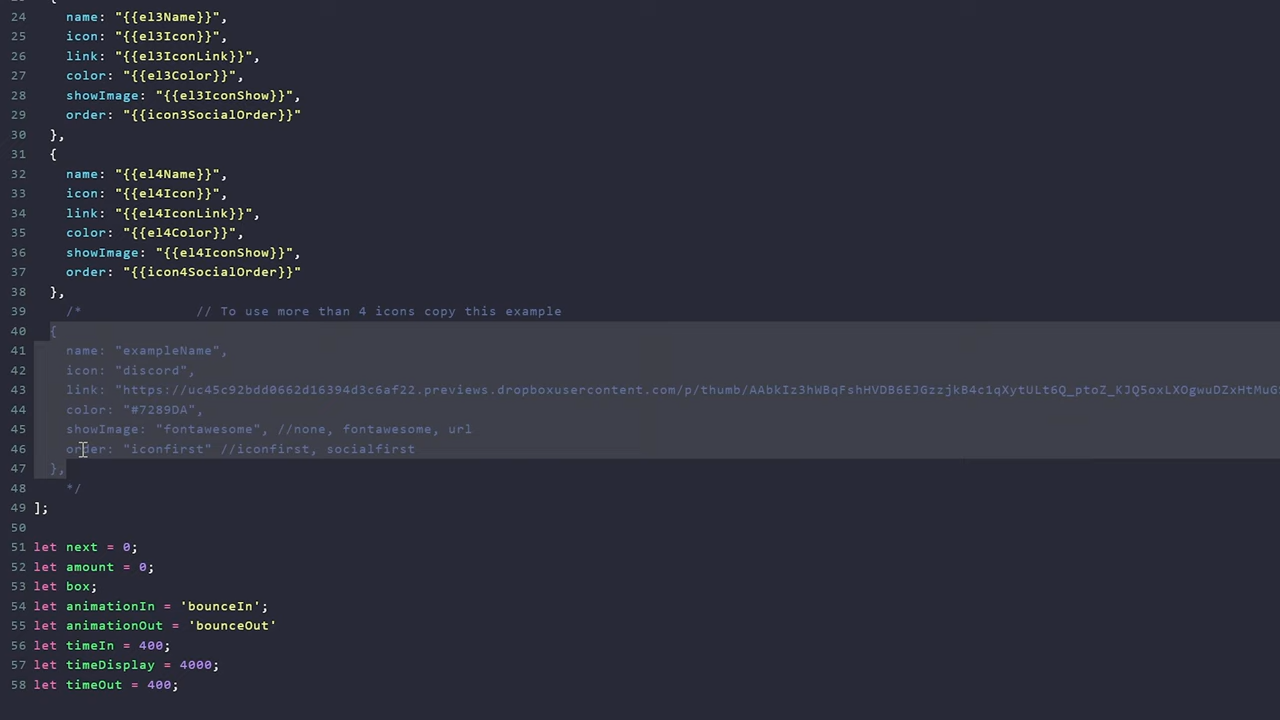 24 name: "{{el3Name}}",
25 icon: "{{el3Icon}}",
26 link: "{{el3IconLink}}",
27 color: "{{el3Color}}",
28 showImage: "{{el3IconShow}}",
29 order: "{{icon3SocialOrder}}"
30 },
31 {
32 name: "{{el4Name}}",
33 icon: "{{el4Icon}}",
34 link: "{{el4IconLink}}",
35 color: "{{el4Color}}",
36 showImage: "{{el4IconShow}}",
37 order: "{{icon4SocialOrder}}"
38 },
39 /* // To use more than 4 icons copy this example
40 {
41 name: "exampleName",
42 icon: "discord",
43 link: "https://uc45c92bdd0662d16394d3c6af22.previews.dropboxusercontent.com/p/thumb/AAbkIz3hWBqFshHVDB6EJGzzjkB4c1qXytULt6Q_ptoZ_KJQ5oxLXOgwuDZxHtMuG
44 color: "#7289DA",
45 showImage: "fontawesome", //none, fontawesome, url
46 order: "iconfirst" //iconfirst, socialfirst
47 },
48 */
49 ];
50
51 let next = 0;
52 let amount = 0;
53 let box;
54 let animationIn = 'bounceIn';
55 let animationOut = 'bounceOut'
56 let timeIn = 400;
57 let timeDisplay = 4000;
58 let timeOut = 400;